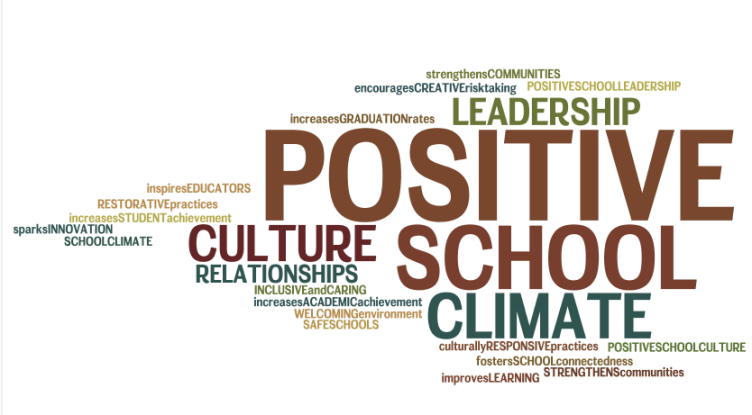 strengthensCOMMUNITIES
encouragesCREATIVErisktaking POSITIVESCHOOLLEADERSHIP
LEADERSHIP
increasesGRADUATIONrates
POSITIVE
inspiresEDUCATORS
RESTORATIVEpractices
increasesSTUDENTachievement
sparksINNOVATION
SCHOOLCLIMATE
CULTURE
SCHOOL
RELATIONSHIPS
INCLUSIVEandCARING
increasesACADEMICachievement
CLIMATE
WELCOMINGenvironment
SAFESCHOOLS
culturallyRESPONSIVEpractices POSITIVESCHOOLCULTURE
fostersSCHOOLconnectedness
STRENGTHENScommunities
improvesLEARNING